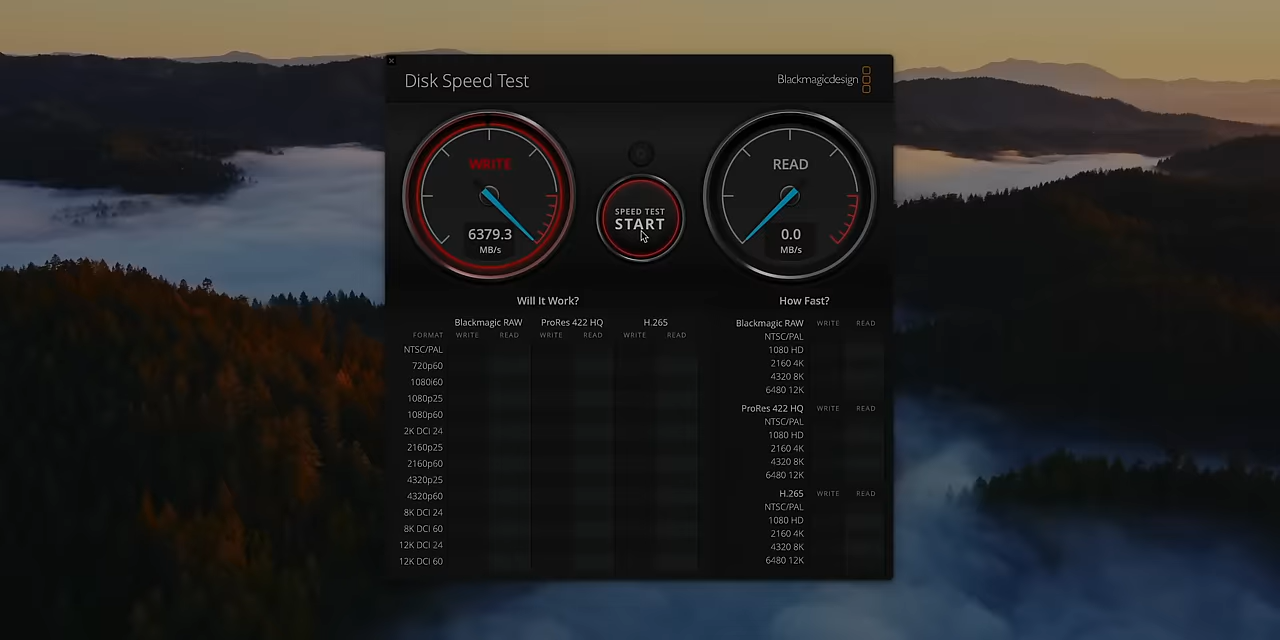 Disk Speed Test
Blackmagicdesign
WRITE
6379.3
MB/s
SPEED TEST
START
READ
0.0
MB/s
Will It Work?
Blackmagic RAW ProRes 422 HQ H.265
FORMAT WRITE READ WRITE READ WRITE READ
NTSC/PAL
720p60
1080i60
1080p25
1080p60
2K DCI 24
2160p25
2160p60
4320p25
4320p60
8K DCI 24
8K DCI 60
12K DCI 24
12K DCI 60
How Fast?
Blackmagic RAW WRITE READ
NTSC/PAL
1080 HD
2160 4K
4320 8K
6480 12K
ProRes 422 HQ WRITE READ
NTSC/PAL
1080 HD
2160 4K
4320 8K
6480 12K
H.265 WRITE READ
NTSC/PAL
1080 HD
2160 4K
4320 8K
6480 12K